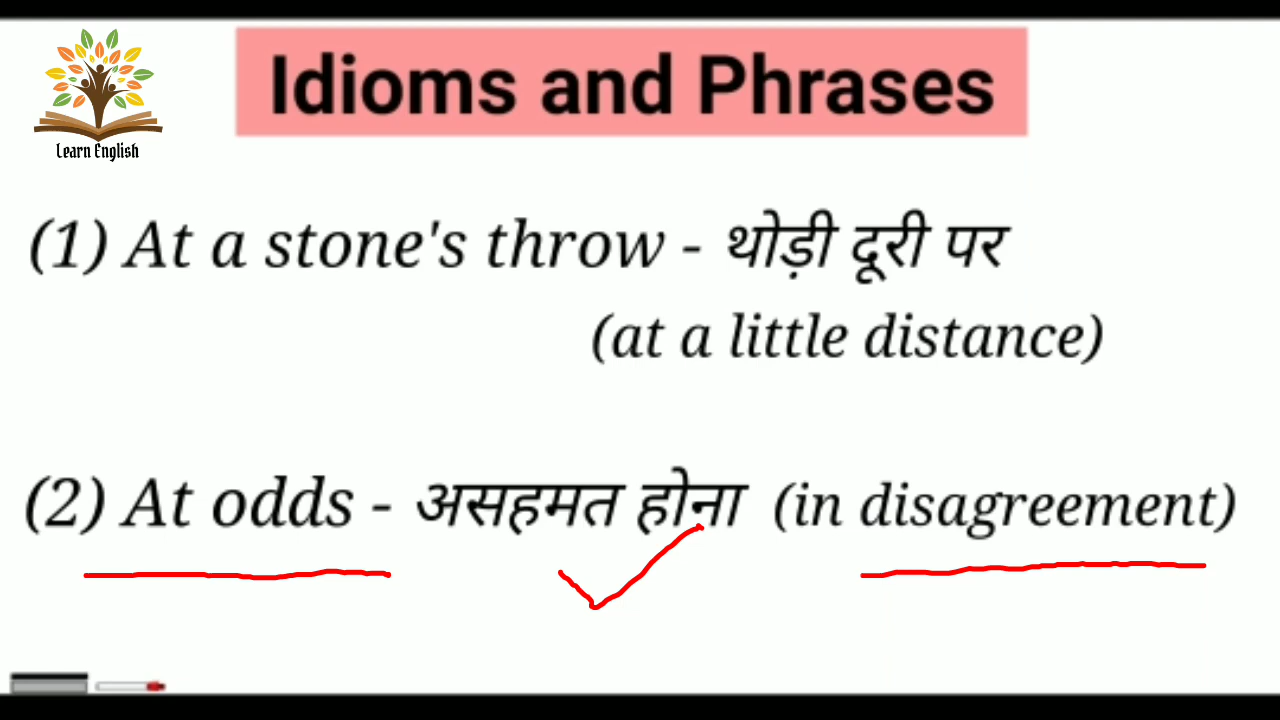 Learn English
Idioms and Phrases
(1) At a stone's throw - थोड़ी दूरी पर
(at a little distance)
(2) At odds - असहमत होना (in disagreement)